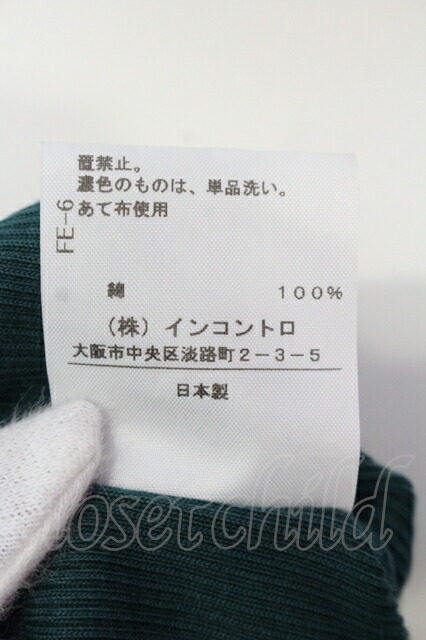 置禁止。
濃色のものは、単品洗い。
あて布使用
FE-6
綿 100%
(株)インコントロ
大阪市中央区淡路町2-3-5
日本製
closet child